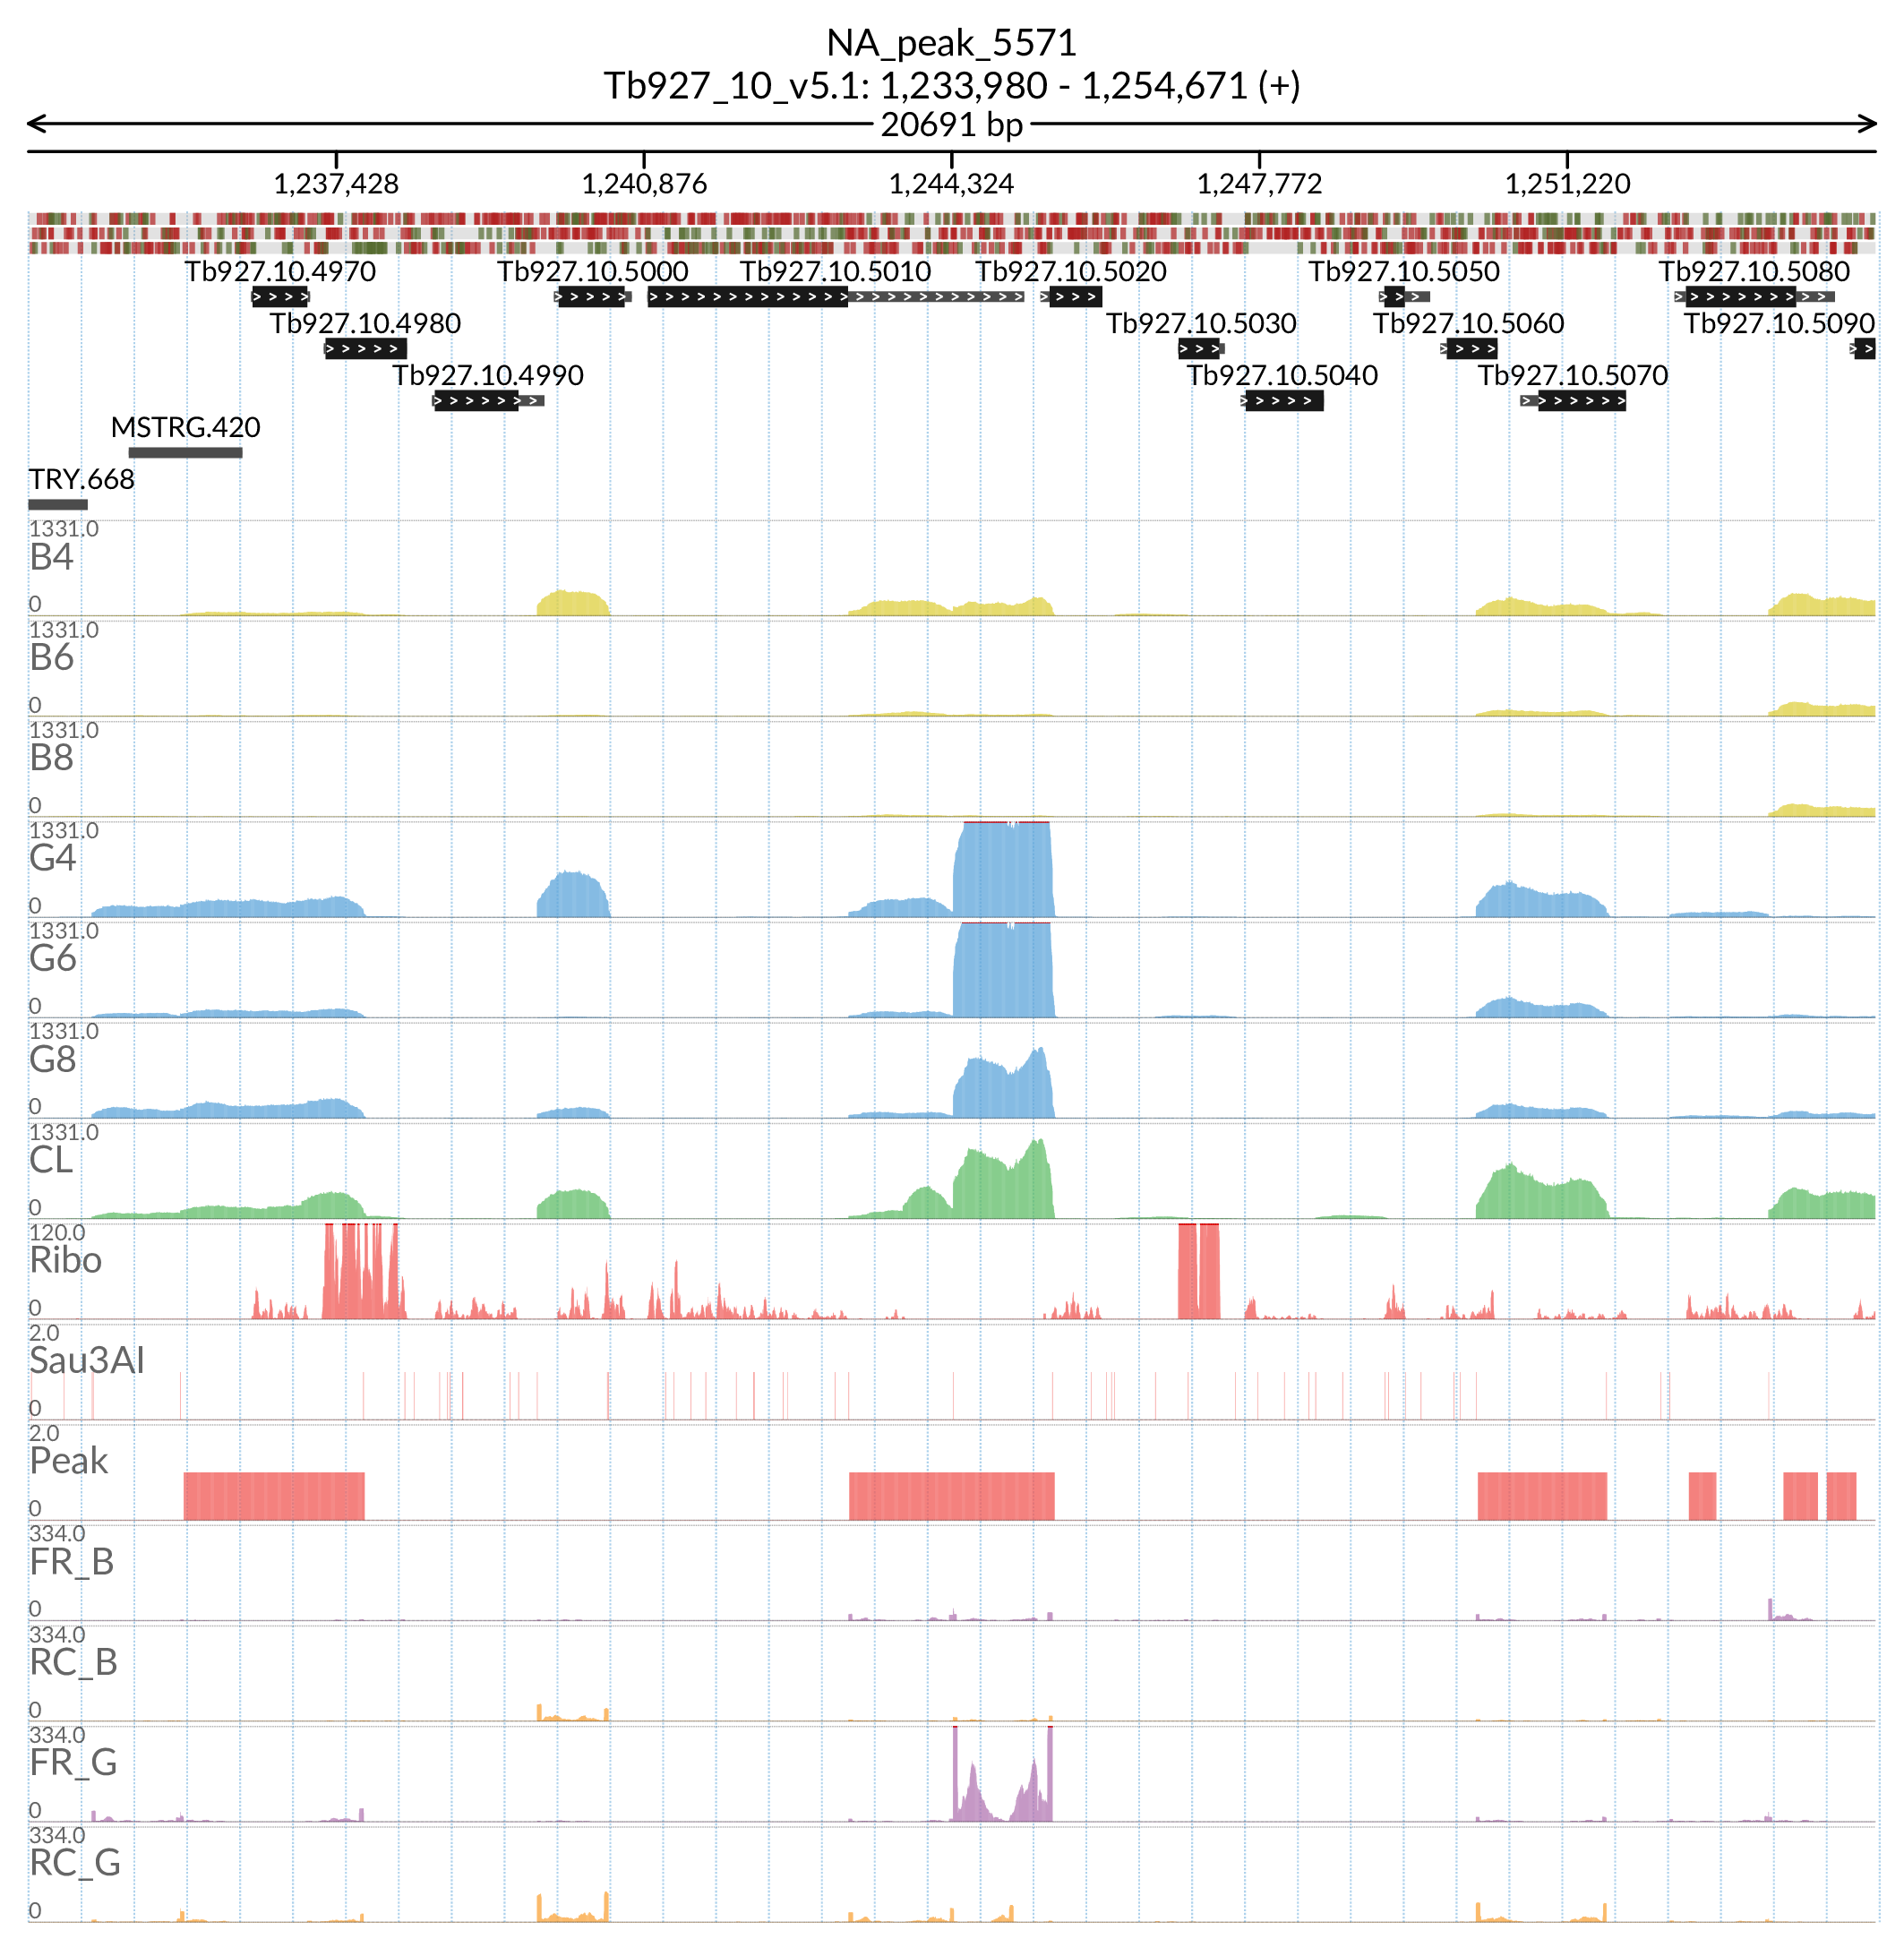 NA_peak_5571
Tb927_10_v5.1: 1,233,980 - 1,254,671 (+)
20691 bp
1,237,428 1,240,876 1,244,324 1,247,772 1,251,220
Tb927.10.4970 Tb927.10.5000 Tb927.10.5010 Tb927.10.5020 Tb927.10.5050 Tb927.10.5080
Tb927.10.4980 Tb927.10.5030 Tb927.10.5060 Tb927.10.5090
Tb927.10.4990 Tb927.10.5040 Tb927.10.5070
MSTRG.420
TRY.668
1331.0
B4
0
1331.0
B6
0
1331.0
B8
0
1331.0
G4
0
1331.0
G6
0
1331.0
G8
0
1331.0
CL
0
120.0
Ribo
0
2.0
Sau3AI
0
2.0
Peak
0
334.0
FR_B
0
334.0
RC_B
0
334.0
FR_G
0
334.0
RC_G
0